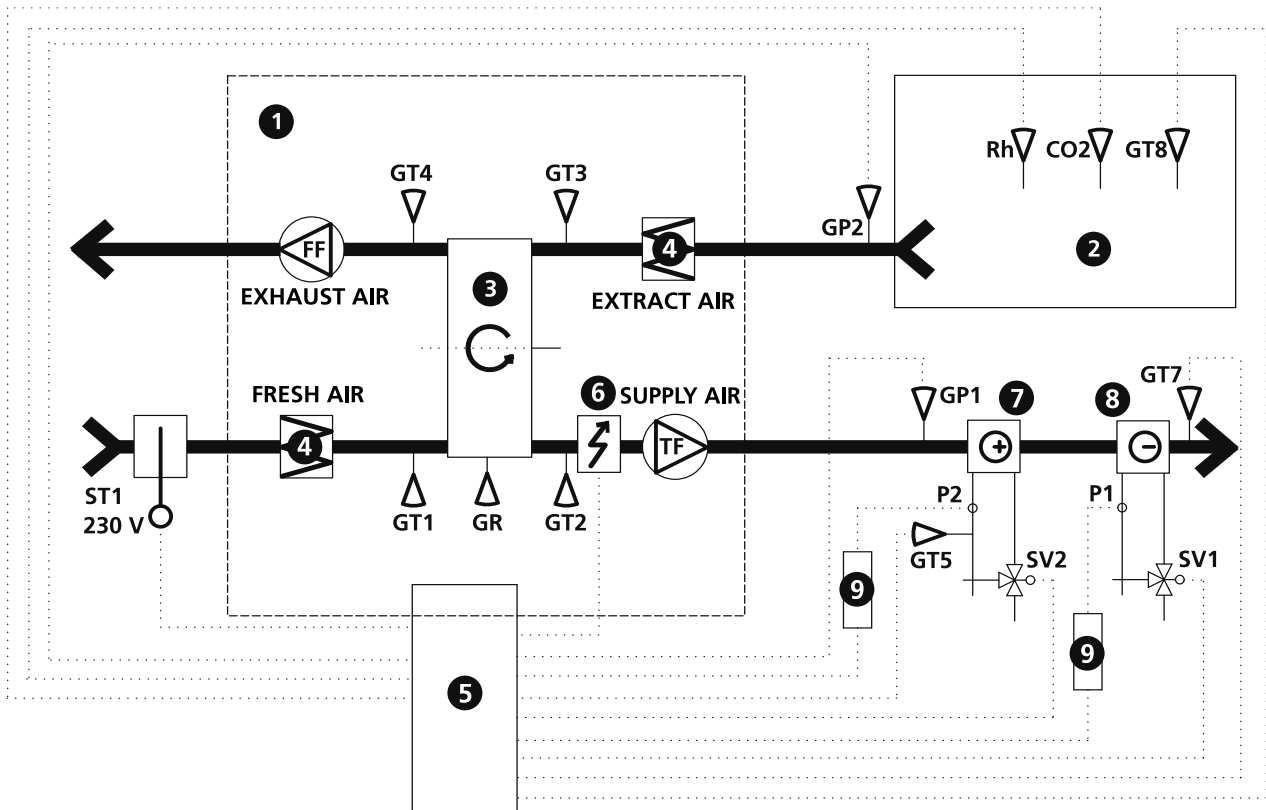 1
Rh
CO2
GT8
GT4
GT3
GP2
FF
4
2
EXHAUST AIR
3
EXTRACT AIR
FRESH AIR
6
SUPPLY AIR
GP1
7
8
GT7
4
TF
ST1
230 V
GT1
GR
GT2
P2
P1
GT5
SV2
SV1
9
9
5